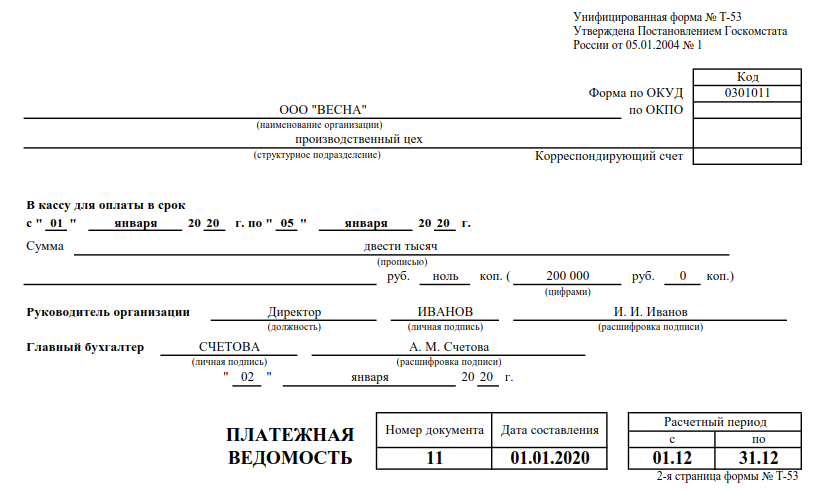 Унифицированная форма № Т-53
Утверждена Постановлением Госкомстата
России от 05.01.2004 № 1
Код
Форма по ОКУД 0301011
ООО "ВЕСНА" по ОКПО
(наименование организации)
производственный цех
(структурное подразделение) Корреспондирующий счет
В кассу для оплаты в срок
с " 01 " января 20 20 г. по " 05 " января 20 20 г.
Сумма двести тысяч
(прописью)
руб. ноль коп. ( 200 000 руб. 0 коп.)
(цифрами)
Руководитель организации Директор ИВАНОВ И. И. Иванов
(должность) (личная подпись) (расшифровка подписи)
Главный бухгалтер СЧЕТОВА А. М. Счетова
(личная подпись) (расшифровка подписи)
" 02 " января 20 20 г.
Номер документа Дата составления Расчетный период
с по
ПЛАТЕЖНАЯ
ВЕДОМОСТЬ 11 01.01.2020 01.12 31.12
2-я страница формы № Т-53